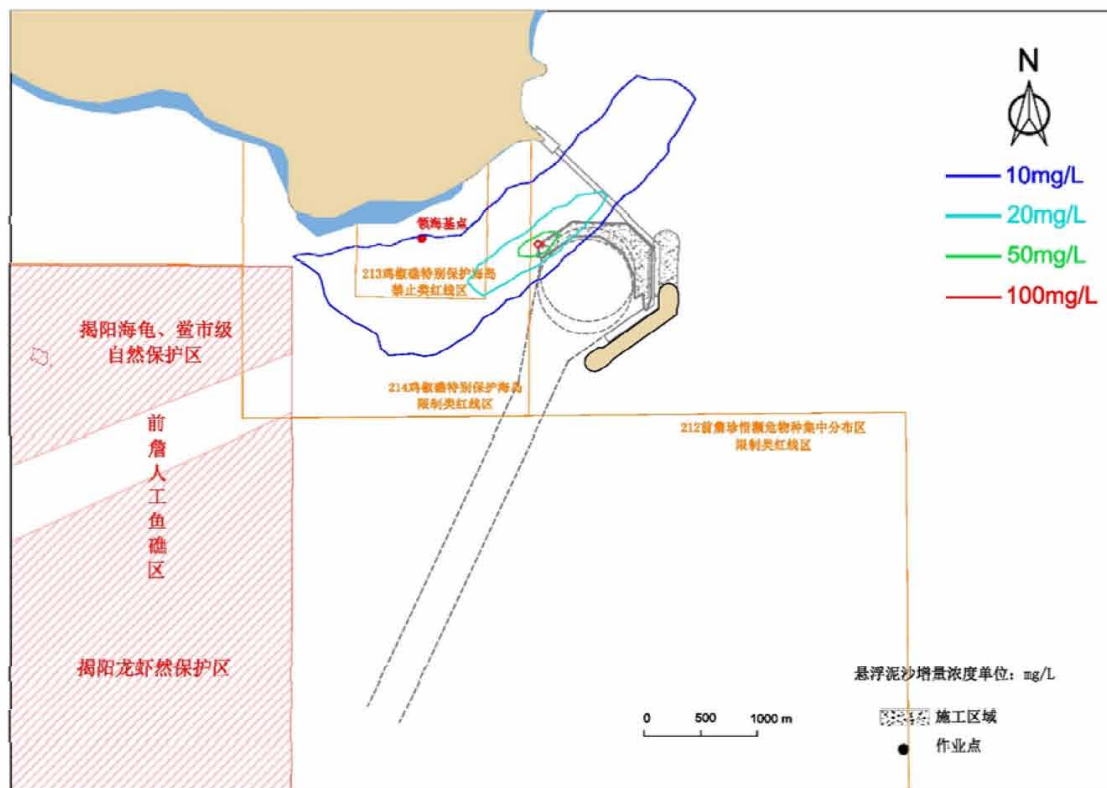 N
10mg/L
20mg/L
50mg/L
100mg/L
领海基点
213鸡椒礁特别保护海岛
禁止类红线区
揭阳海龟、鲎市级
自然保护区
214鸡椒礁特别保护海岛
限制类红线区
212前詹珍惜濒危物种集中分布区
限制类红线区
前
詹
人
工
鱼
礁
区
揭阳龙虾然保护区
悬浮泥沙增量浓度单位：mg/L
0 500 1000 m
施工区域
作业点